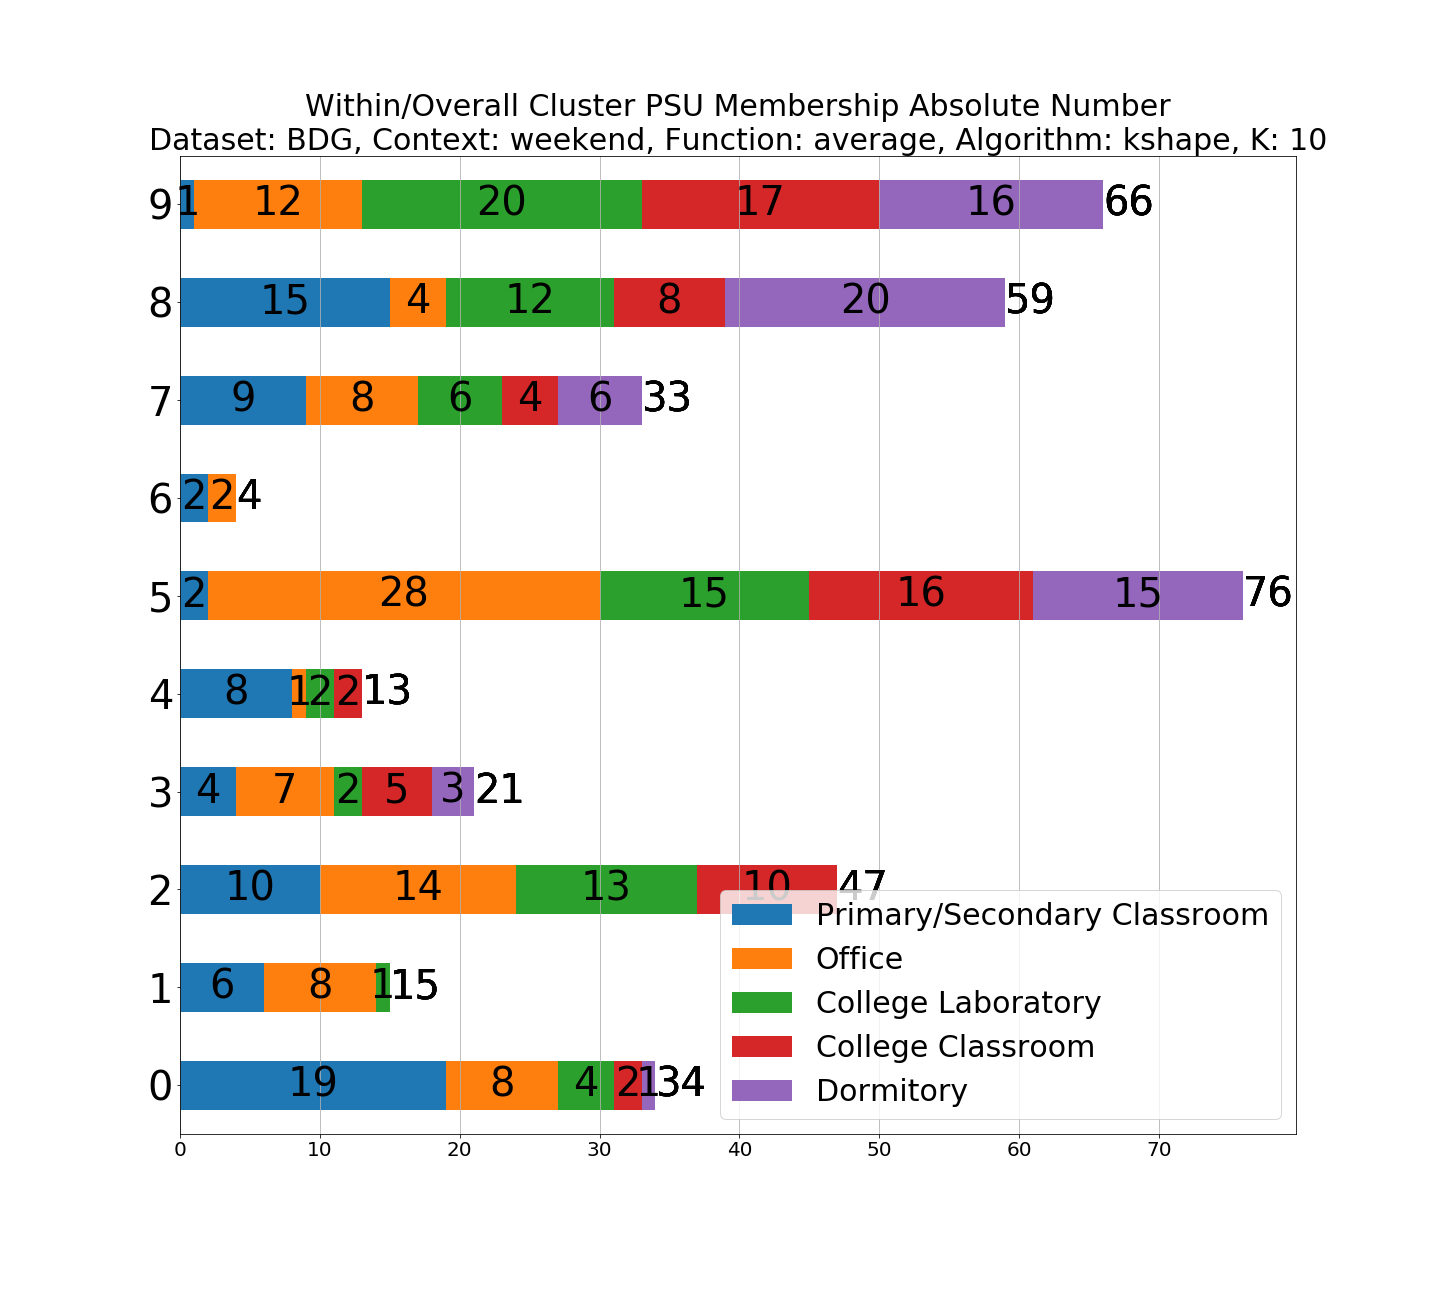 Within/Overall Cluster PSU Membership Absolute Number
Dataset: BDG, Context: weekend, Function: average, Algorithm: kshape, K: 10
9 1 12 20 17 16 66
8 15 4 12 8 20 59
7 9 8 6 4 6 33
6 2 2 4
5 2 28 15 16 15 76
4 8 1 2 2 13
3 4 7 2 5 3 21
2 10 14 13 10 47
1 6 8 1 15
0 19 8 4 2 1 34
Primary/Secondary Classroom
Office
College Laboratory
College Classroom
Dormitory
0 10 20 30 40 50 60 70